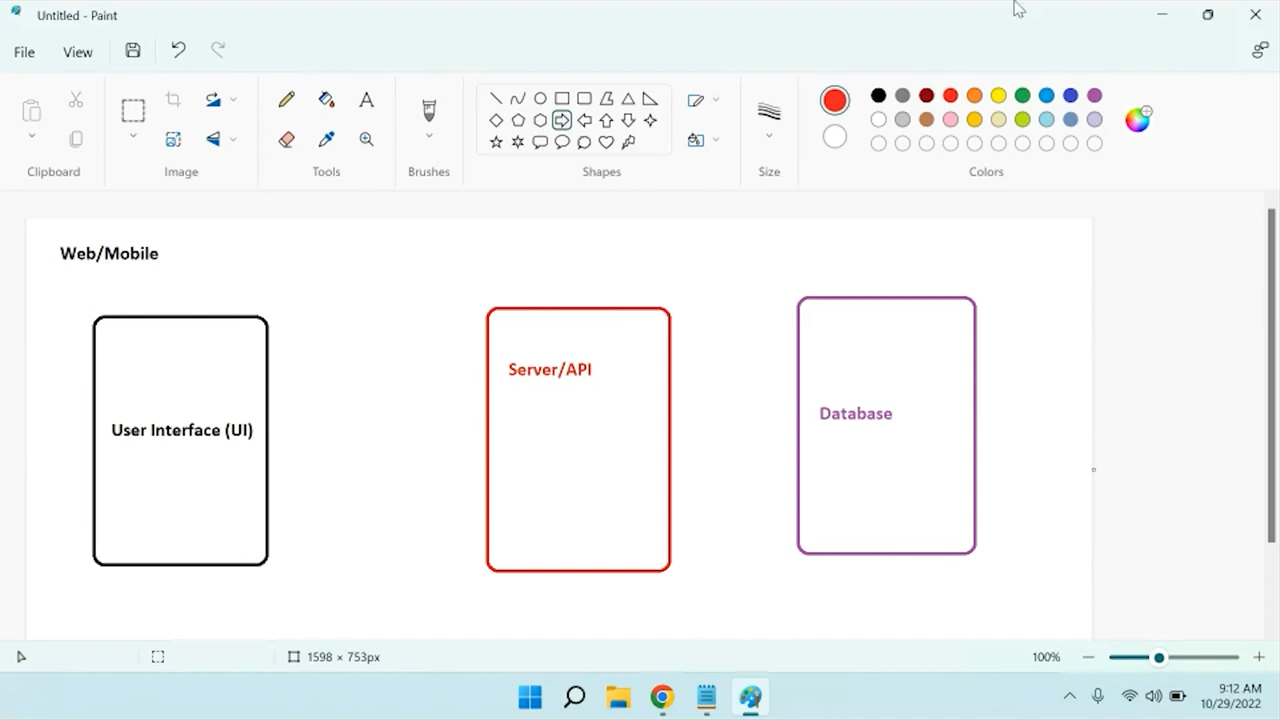 Untitled - Paint
File View
Clipboard Image Tools Brushes Shapes Size Colors
Web/Mobile
Server/API
Database
User Interface (UI)
1598 × 753px 100%
9:12 AM
10/29/2022